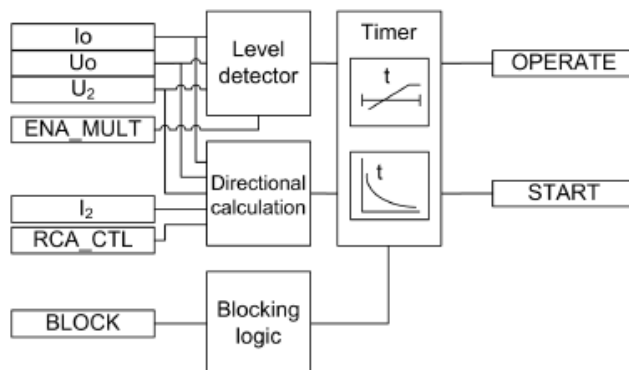 Io
Uo
U₂
ENA_MULT
I₂
RCA_CTL
BLOCK
Level
detector
Directional
calculation
Blocking
logic
Timer
t
t
OPERATE
START